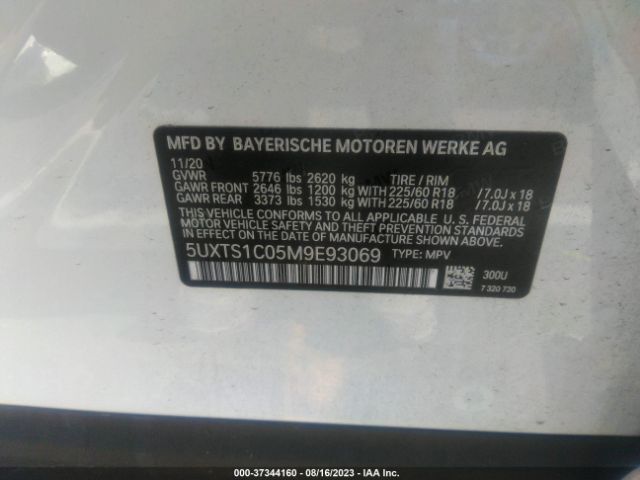 MFD BY BAYERISCHE MOTOREN WERKE AG
11/20
GVWR 5776 lbs 2620 kg TIRE / RIM
GAWR FRONT 2646 lbs 1200 kg WITH 225/60 R18 / 7.0J x 18
GAWR REAR 3373 lbs 1530 kg WITH 225/60 R18 / 7.0J x 18
THIS VEHICLE CONFORMS TO ALL APPLICABLE U. S. FEDERAL
MOTOR VEHICLE SAFETY, BUMPER, AND THEFT PREVENTION
STANDARDS IN EFFECT ON THE DATE OF MANUFACTURE SHOWN ABOVE.
5UXTS1C05M9E93069 TYPE: MPV
300U
7 320 730
000-37344160 - 08/16/2023 - IAA Inc.